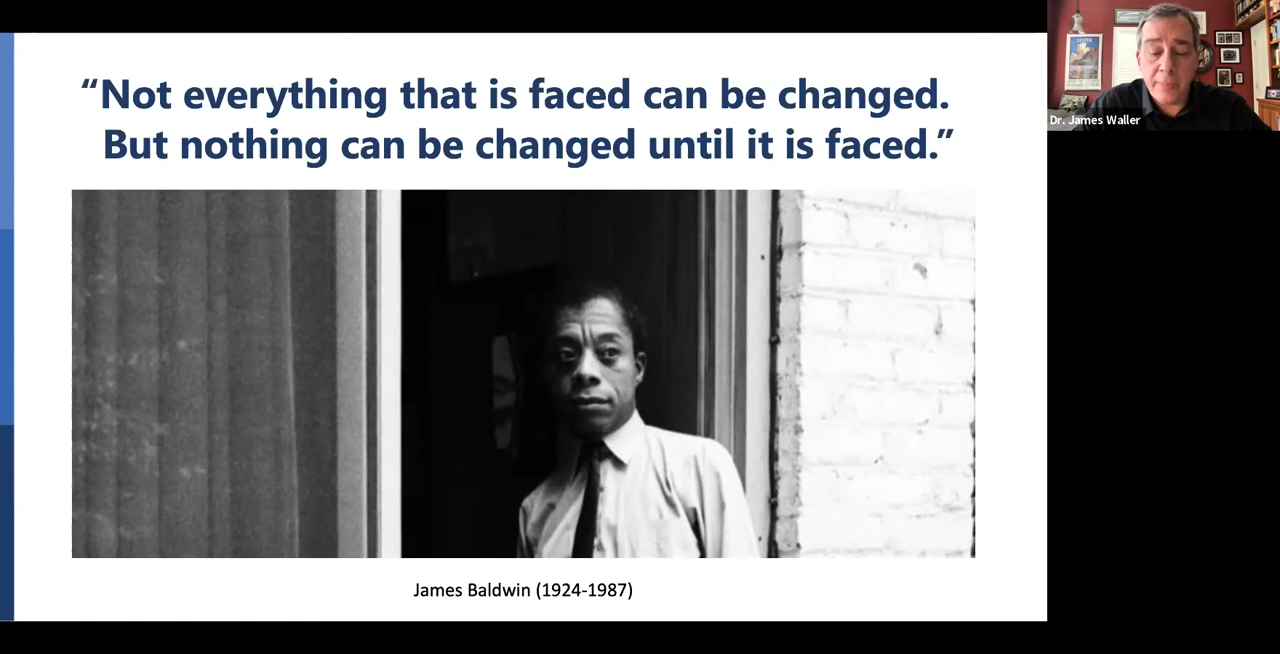 “Not everything that is faced can be changed.
But nothing can be changed until it is faced.”
James Baldwin (1924-1987)
Dr. James Waller